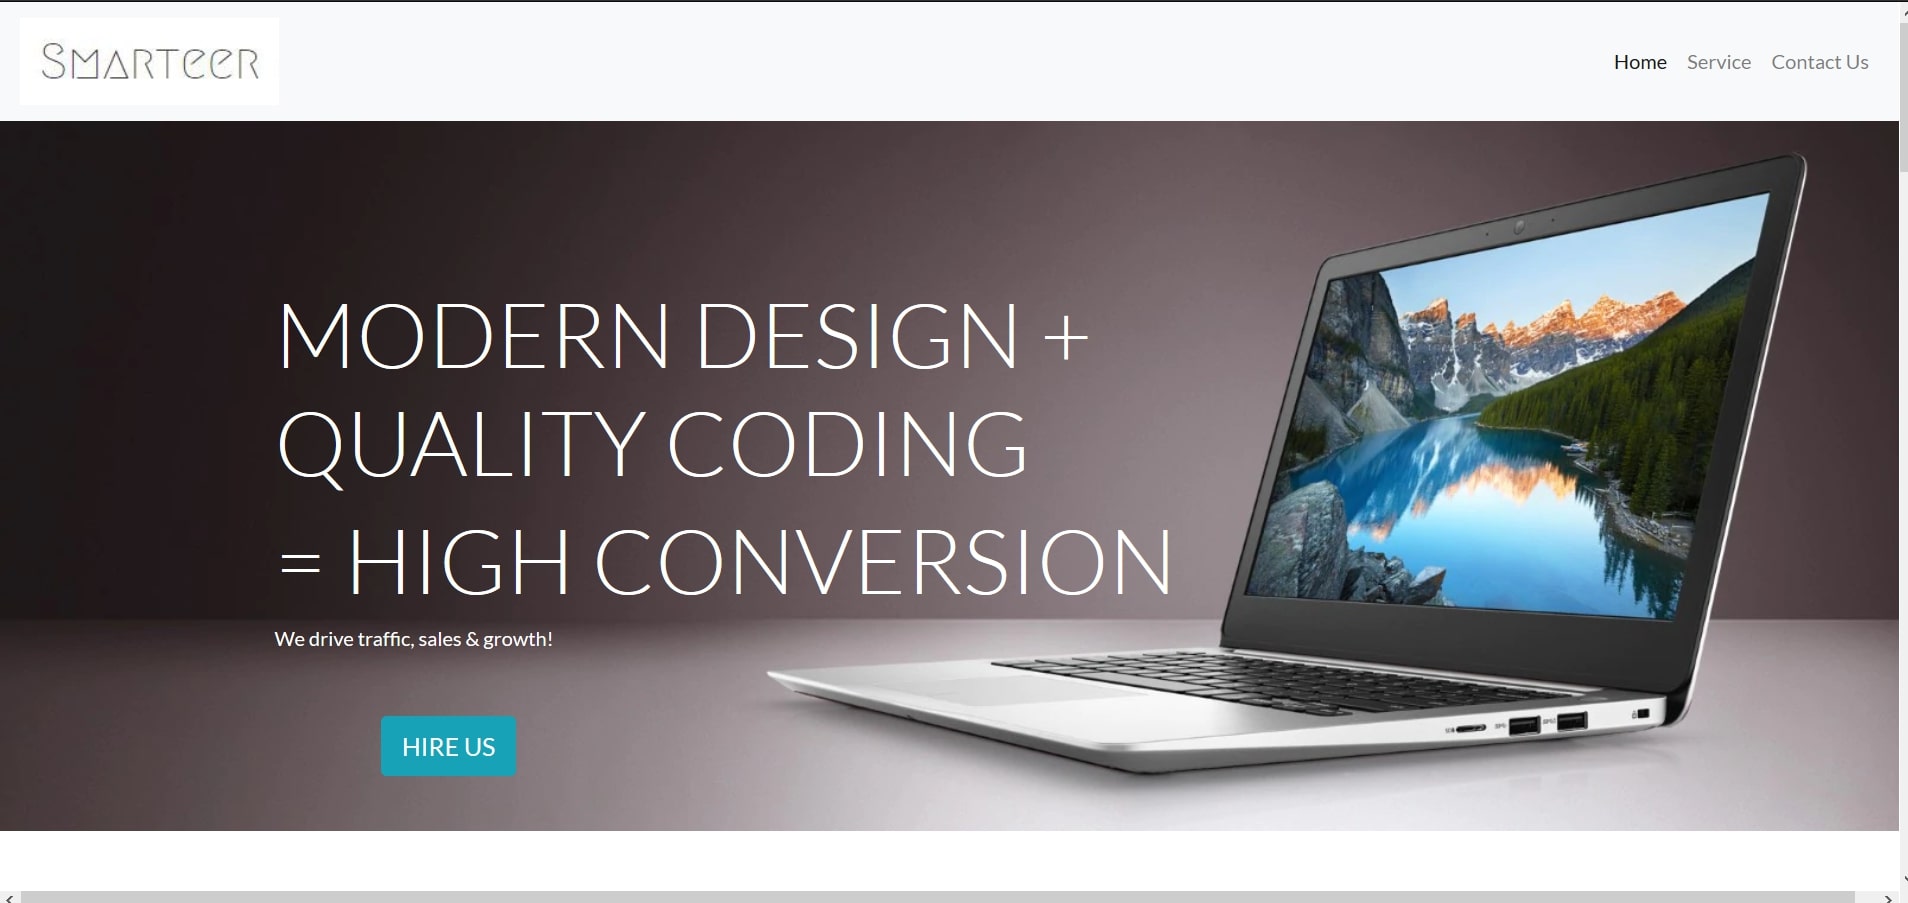 SMARTEER
Home Service Contact Us
MODERN DESIGN +
QUALITY CODING
= HIGH CONVERSION
We drive traffic, sales & growth!
HIRE US